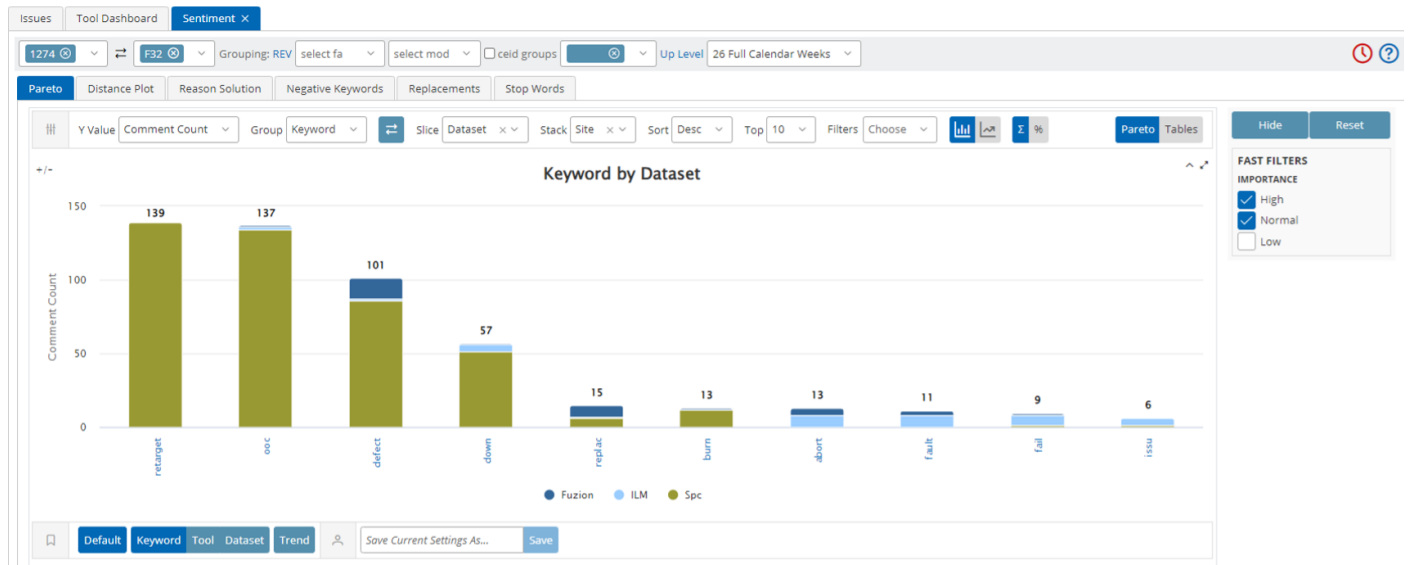 Issues Tool Dashboard Sentiment ×
1274 F32 Grouping: REV select fa select mod ceid groups Up Level 26 Full Calendar Weeks
Pareto Distance Plot Reason Solution Negative Keywords Replacements Stop Words
Y Value Comment Count Group Keyword Slice Dataset × Stack Site × Sort Desc Top 10 Filters Choose Σ % Pareto Tables
Hide Reset
+/-
Keyword by Dataset
FAST FILTERS
IMPORTANCE
High
Normal
Low
Comment Count
150
100
50
0
139 137 101 57 15 13 13 11 9 6
retarget ooc defect down replac burn abort fault fail issu
Fuzion ILM Spc
Default Keyword Tool Dataset Trend Save Current Settings As... Save